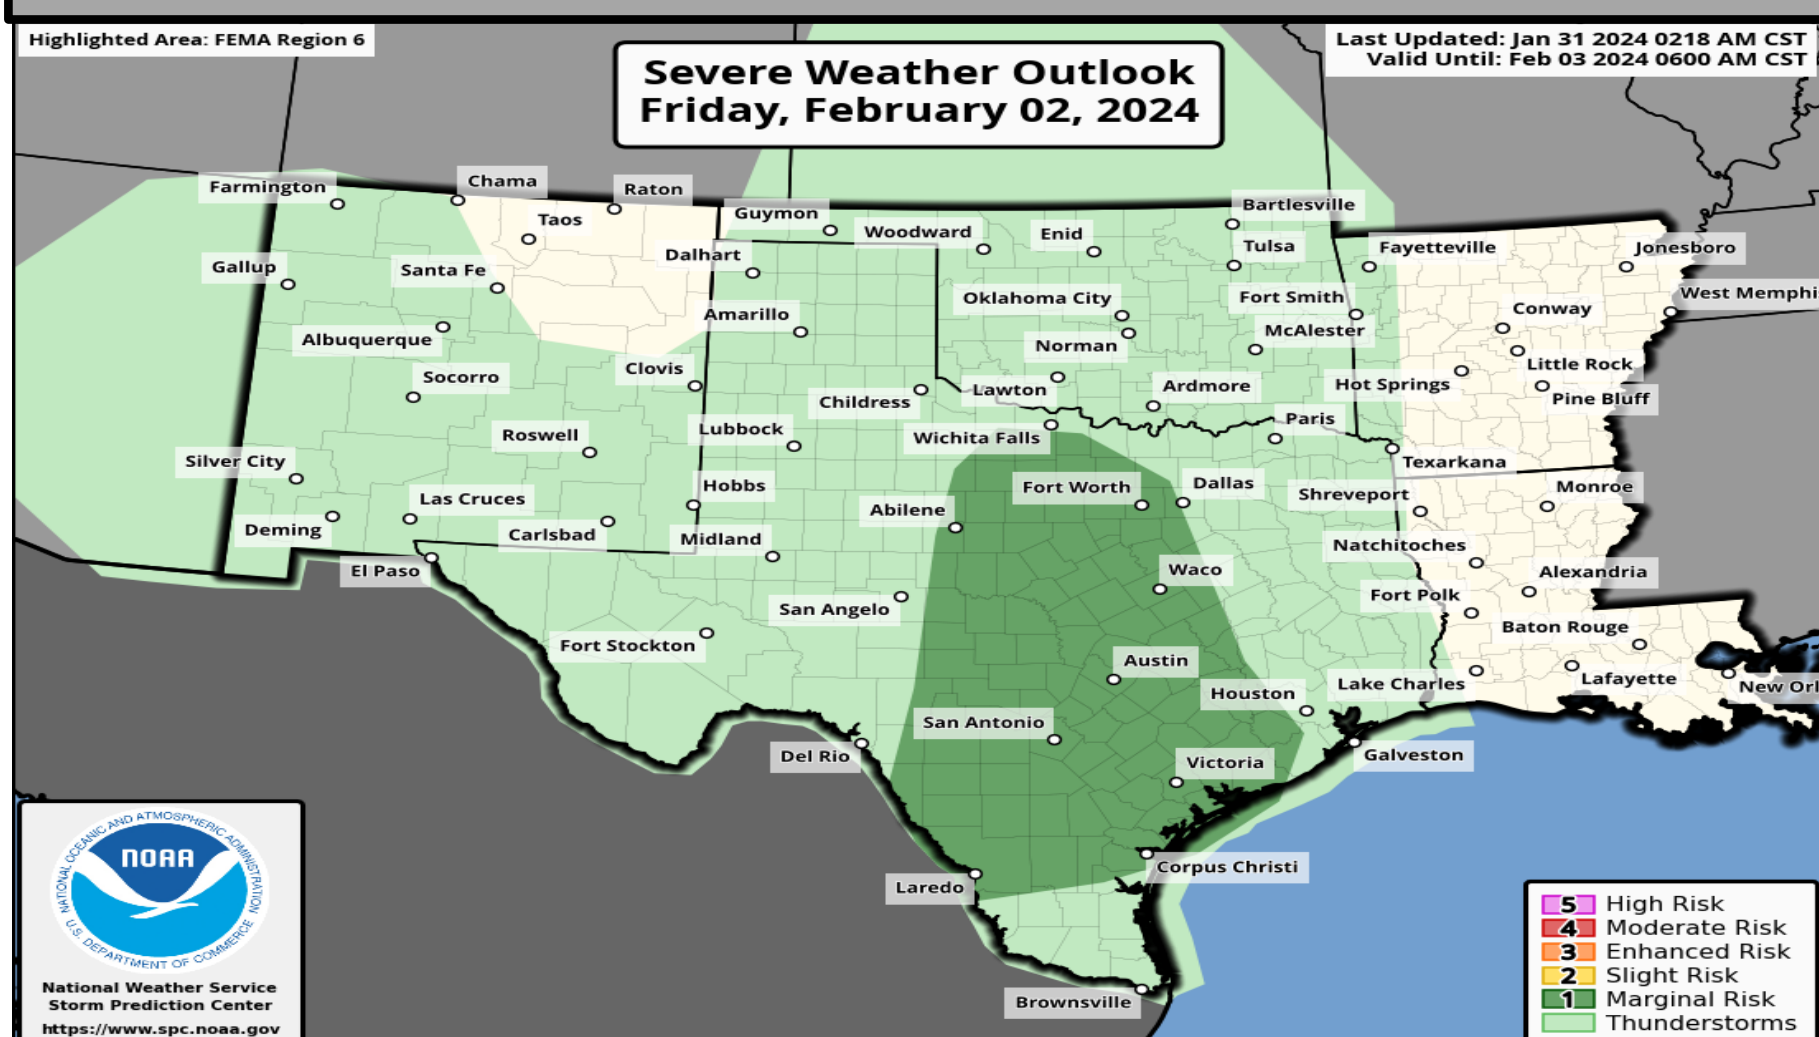 Highlighted Area: FEMA Region 6
Severe Weather Outlook
Friday, February 02, 2024
Last Updated: Jan 31 2024 0218 AM CST
Valid Until: Feb 03 2024 0600 AM CST
Farmington
Chama
Raton
Taos
Guymon
Woodward
Enid
Bartlesville
Tulsa
Fayetteville
Jonesboro
Gallup
Santa Fe
Dalhart
Amarillo
Oklahoma City
Fort Smith
Conway
West Memphi
Albuquerque
Norman
McAlester
Little Rock
Socorro
Clovis
Childress
Lawton
Ardmore
Hot Springs
Pine Bluff
Roswell
Lubbock
Wichita Falls
Paris
Texarkana
Silver City
Las Cruces
Hobbs
Fort Worth
Dallas
Shreveport
Monroe
Deming
Carlsbad
Midland
Abilene
Natchitoches
El Paso
San Angelo
Waco
Fort Polk
Alexandria
Fort Stockton
Austin
Baton Rouge
Houston
Lake Charles
Lafayette
New Orl
San Antonio
Del Rio
Victoria
Galveston
Laredo
Corpus Christi
Brownsville
NATIONAL OCEANIC AND ATMOSPHERIC ADMINISTRATION
NOAA
U.S. DEPARTMENT OF COMMERCE
National Weather Service
Storm Prediction Center
https://www.spc.noaa.gov
5 High Risk
4 Moderate Risk
3 Enhanced Risk
2 Slight Risk
1 Marginal Risk
Thunderstorms